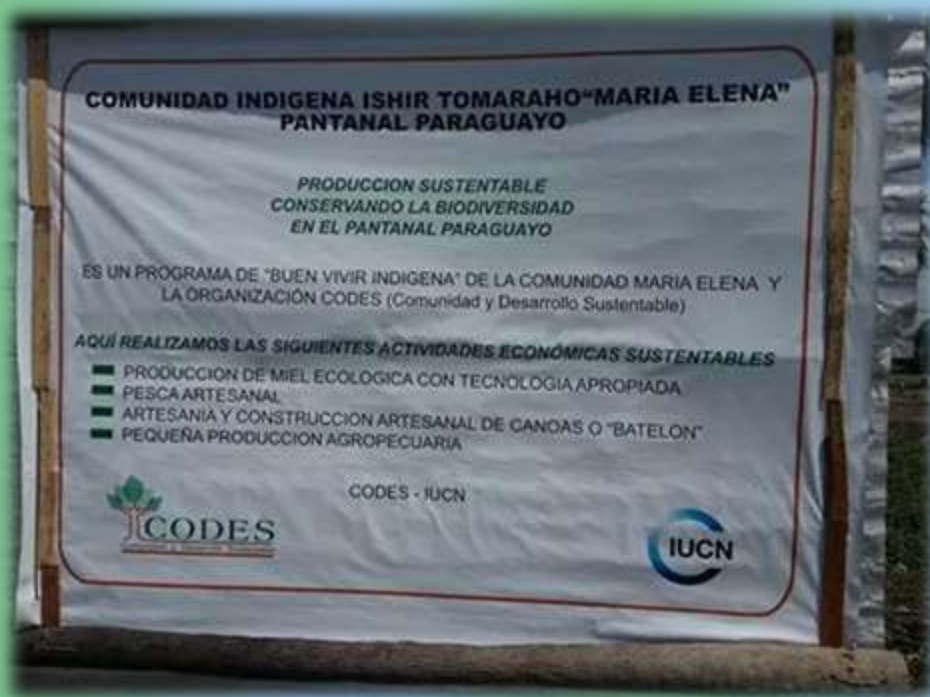 COMUNIDAD INDIGENA ISHIR TOMARAHO“MARIA ELENA”
PANTANAL PARAGUAYO
PRODUCCION SUSTENTABLE
CONSERVANDO LA BIODIVERSIDAD
EN EL PANTANAL PARAGUAYO
ES UN PROGRAMA DE "BUEN VIVIR INDIGENA" DE LA COMUNIDAD MARIA ELENA Y
LA ORGANIZACIÓN CODES (Comunidad y Desarrollo Sustentable)
AQUÍ REALIZAMOS LAS SIGUIENTES ACTIVIDADES ECONÓMICAS SUSTENTABLES
PRODUCCION DE MIEL ECOLOGICA CON TECNOLOGIA APROPIADA
PESCA ARTESANAL
ARTESANIA Y CONSTRUCCION ARTESANAL DE CANOAS O "BATELON"
PEQUEÑA PRODUCCION AGROPECUARIA
CODES - IUCN
CODES
IUCN